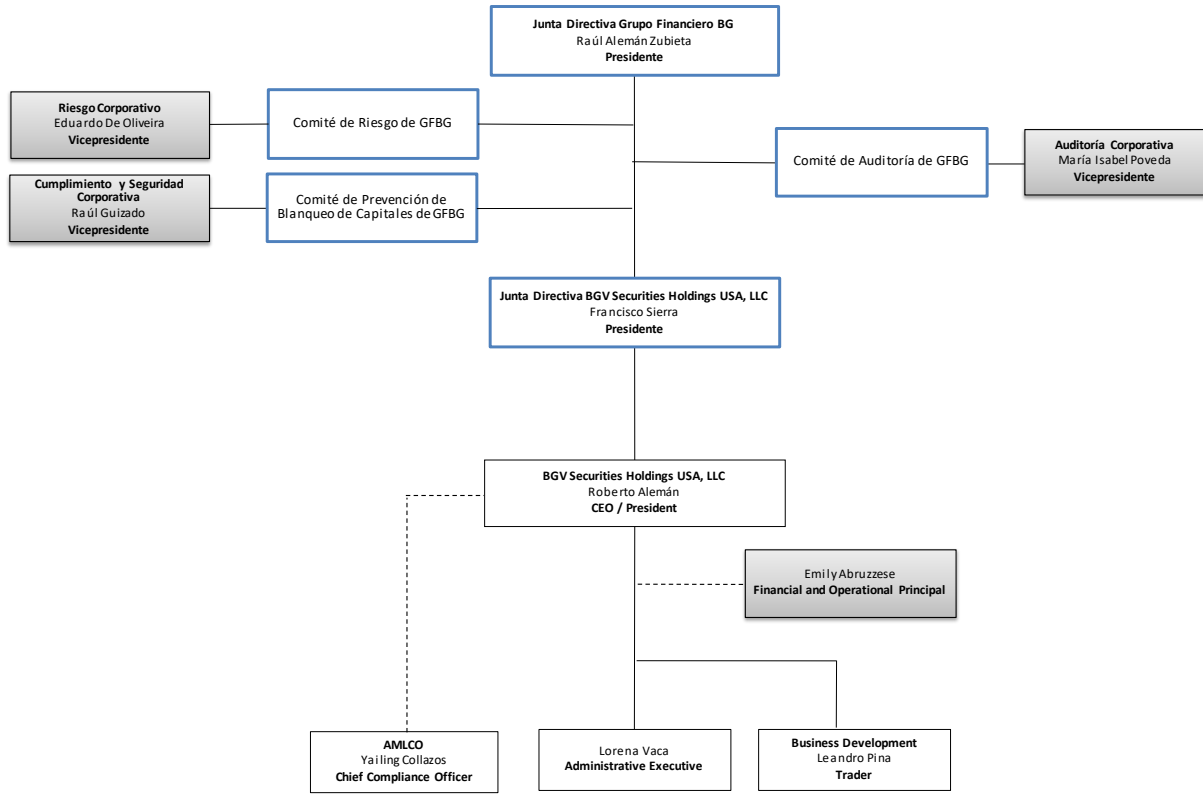 Junta Directiva Grupo Financiero BG
Raúl Alemán Zubieta
Presidente
Riesgo Corporativo
Eduardo De Oliveira
Vicepresidente
Comité de Riesgo de GFBG
Comité de Auditoría de GFBG
Auditoría Corporativa
María Isabel Poveda
Vicepresidente
Cumplimiento y Seguridad
Corporativa
Raúl Guizado
Vicepresidente
Comité de Prevención de
Blanqueo de Capitales de GFBG
Junta Directiva BGV Securities Holdings USA, LLC
Francisco Sierra
Presidente
BGV Securities Holdings USA, LLC
Roberto Alemán
CEO / President
Emily Abruzzese
Financial and Operational Principal
AMLCO
Yailing Collazos
Chief Compliance Officer
Lorena Vaca
Administrative Executive
Business Development
Leandro Pina
Trader